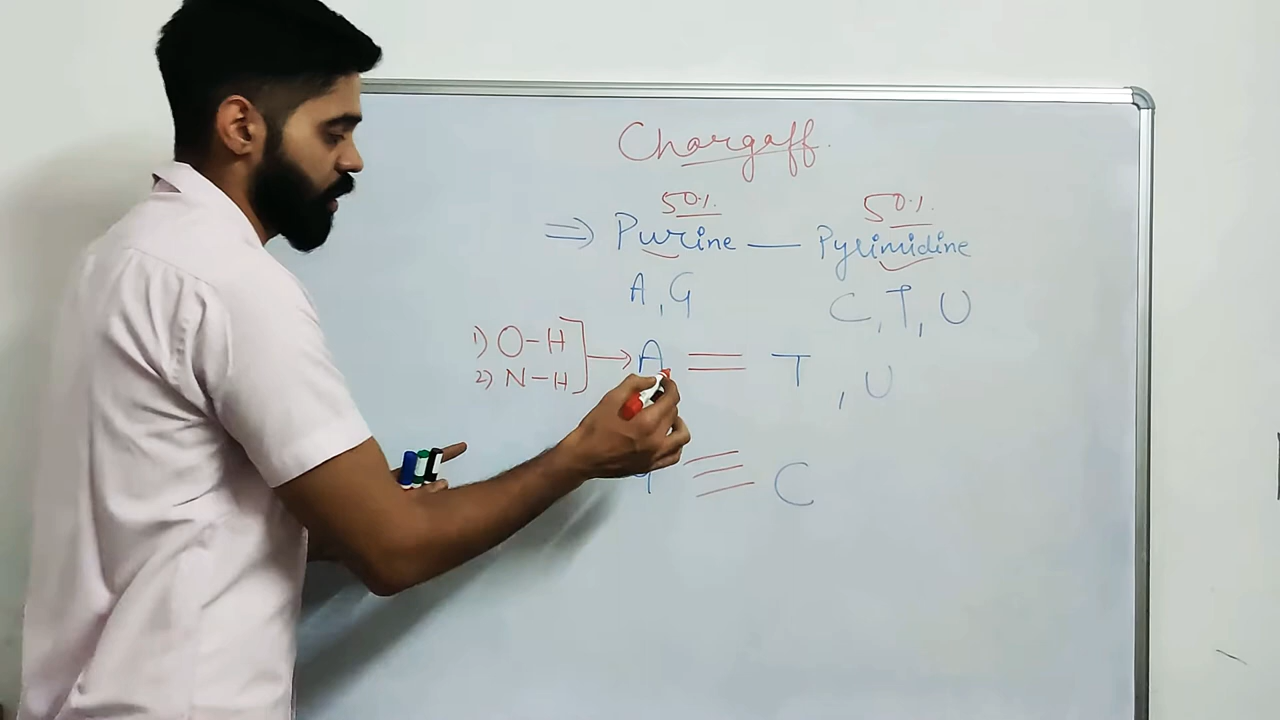 Chargaff.
50% 50%
⇒ Purine — Pyrimidine
A, G C, T, U
1) O-H
2) N-H → A = T , U
G ≡ C